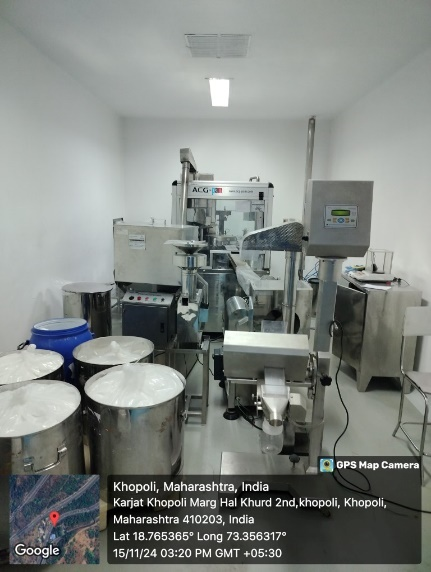 ACG
GPS Map Camera
Khopoli, Maharashtra, India
Karjat Khopoli Marg Hal Khurd 2nd,khopoli, Khopoli,
Maharashtra 410203, India
Lat 18.765365° Long 73.356317°
15/11/24 03:20 PM GMT +05:30
Google